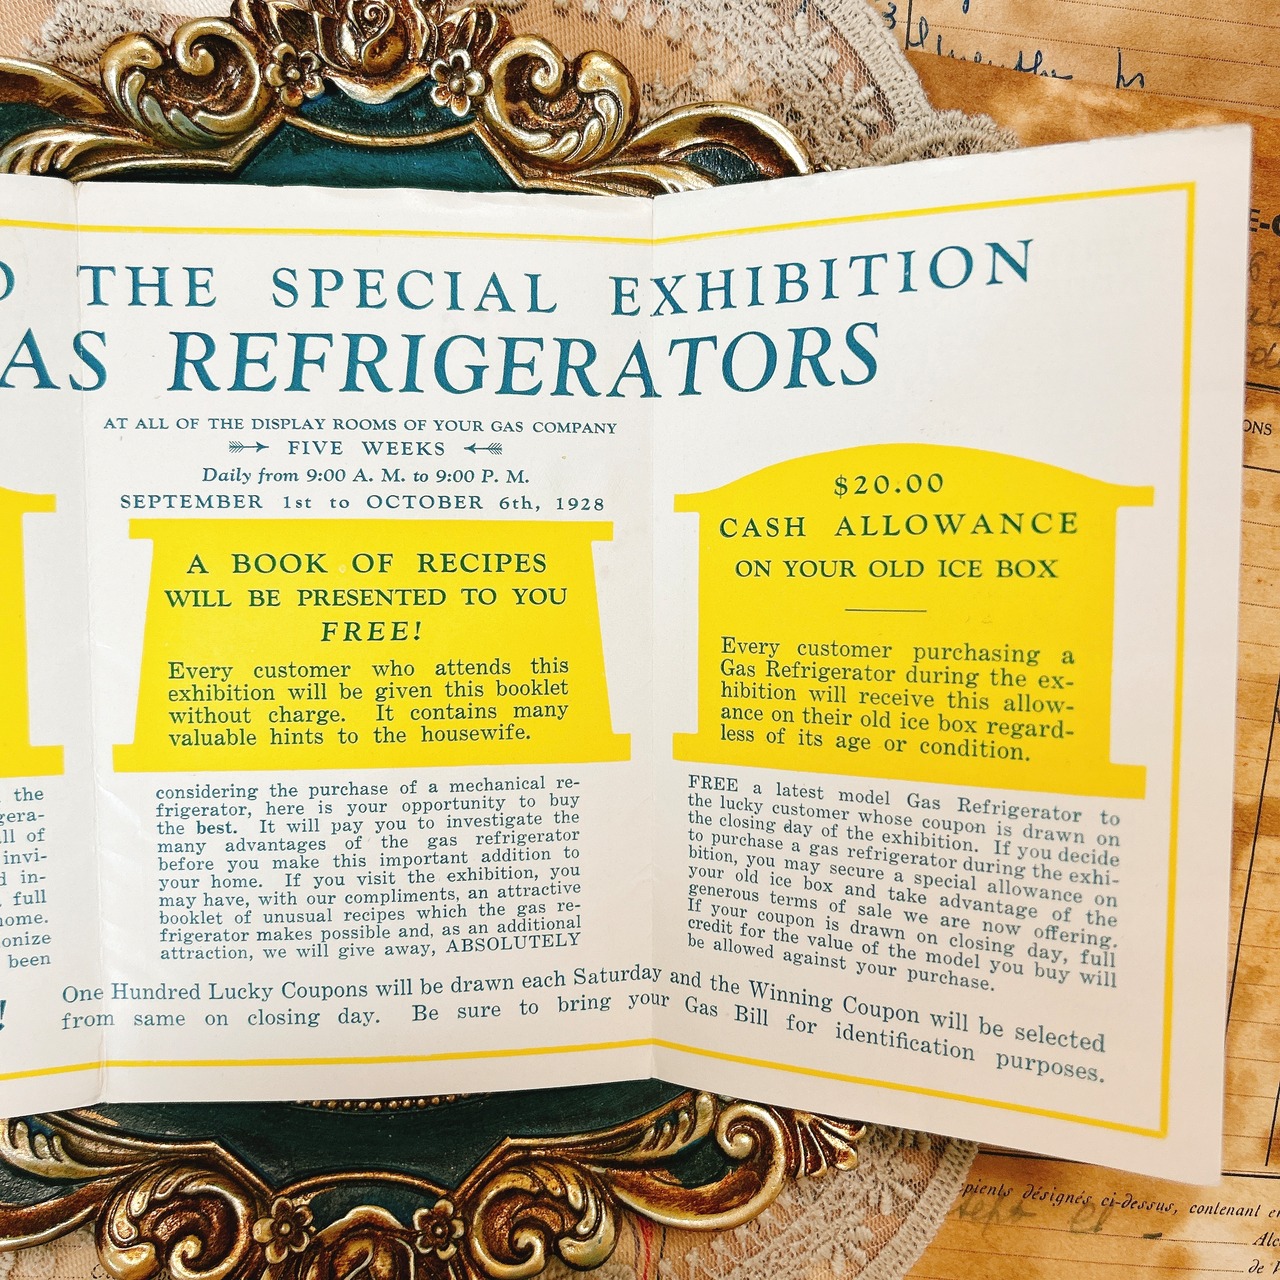 THE SPECIAL EXHIBITION
AS REFRIGERATORS
AT ALL OF THE DISPLAY ROOMS OF YOUR GAS COMPANY
FIVE WEEKS
Daily from 9:00 A. M. to 9:00 P. M.
SEPTEMBER 1st to OCTOBER 6th, 1928
A BOOK OF RECIPES
WILL BE PRESENTED TO YOU
FREE!
Every customer who attends this
exhibition will be given this booklet
without charge. It contains many
valuable hints to the housewife.
$20.00
CASH ALLOWANCE
ON YOUR OLD ICE BOX
Every customer purchasing a
Gas Refrigerator during the ex-
hibition will receive this allow-
ance on their old ice box regard-
less of its age or condition.
the
gera-
all of
invi-
d in-
full
home.
onize
been
considering the purchase of a mechanical re-
frigerator, here is your opportunity to buy
the best. It will pay you to investigate the
many advantages of the gas refrigerator
before you make this important addition to
your home. If you visit the exhibition, you
may have, with our compliments, an attractive
booklet of unusual recipes which the gas re-
frigerator makes possible and, as an additional
attraction, we will give away, ABSOLUTELY
FREE a latest model Gas Refrigerator to
the lucky customer whose coupon is drawn on
the closing day of the exhibition. If you decide
to purchase a gas refrigerator during the exhi-
bition, you may secure a special allowance on
your old ice box and take advantage of the
generous terms of sale we are now offering.
If your coupon is drawn on closing day, full
credit for the value of the model you buy will
be allowed against your purchase.
One Hundred Lucky Coupons will be drawn each Saturday and the Winning Coupon will be selected
from same on closing day. Be sure to bring your Gas Bill for identification purposes.
!
ONS
pients désignés ci-dessus, contenant
Sept 21
Alc
de